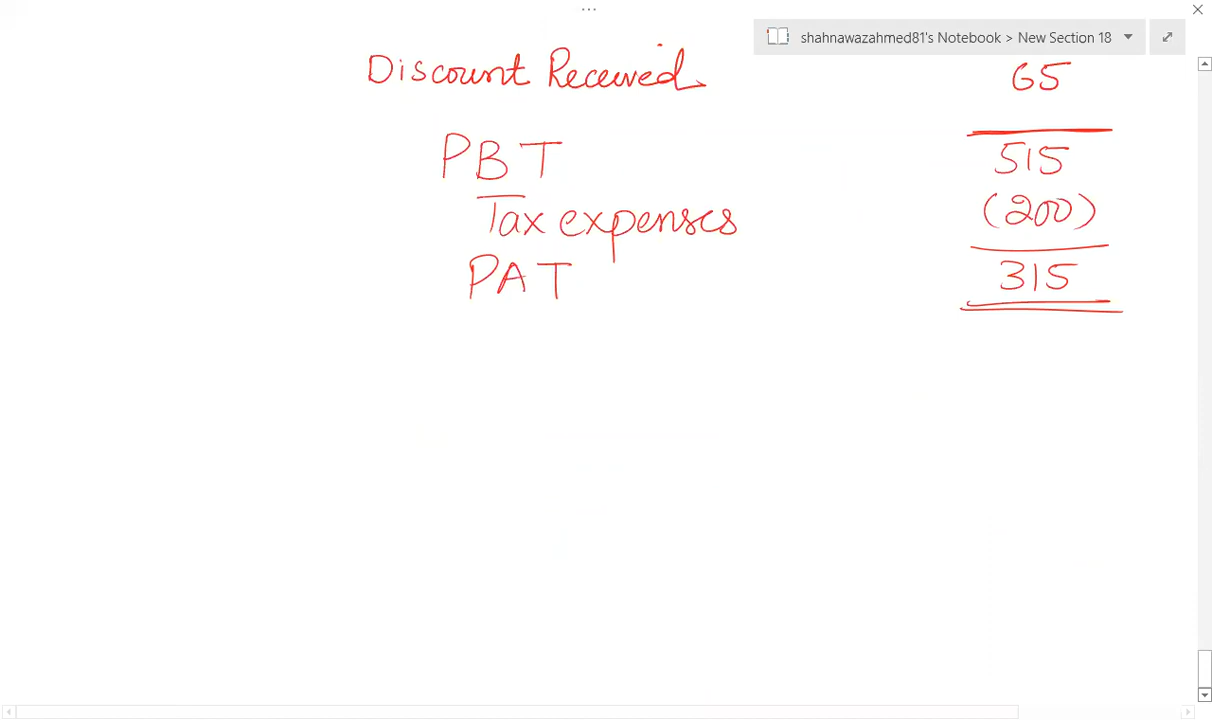 shahnawazahmed81's Notebook > New Section 18
Discount Received 65
PBT 515
Tax expenses (200)
PAT 315